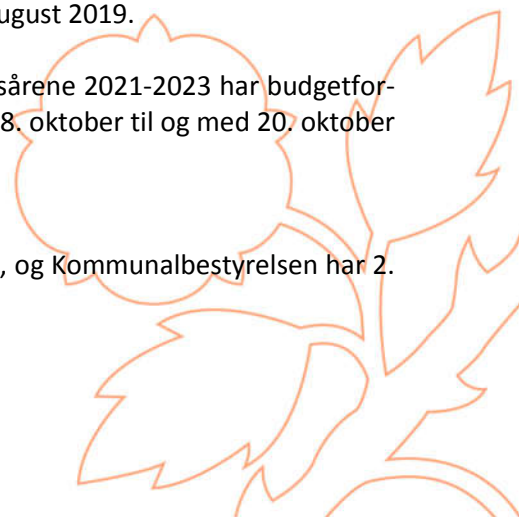 ugust 2019.
sårene 2021-2023 har budgetfor-
8. oktober til og med 20. oktober
, og Kommunalbestyrelsen har 2.